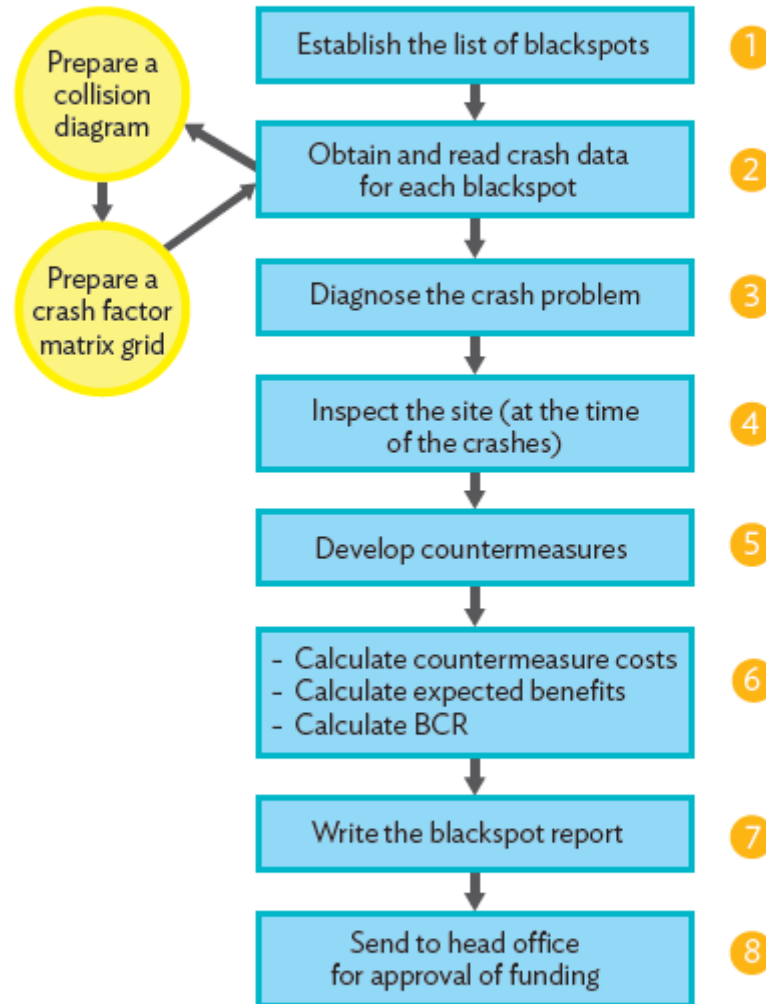 Prepare a
collision
diagram
Prepare a
crash factor
matrix grid
Establish the list of blackspots
1
Obtain and read crash data
for each blackspot
2
Diagnose the crash problem
3
Inspect the site (at the time
of the crashes)
4
Develop countermeasures
5
- Calculate countermeasure costs
- Calculate expected benefits
- Calculate BCR
6
Write the blackspot report
7
Send to head office
for approval of funding
8